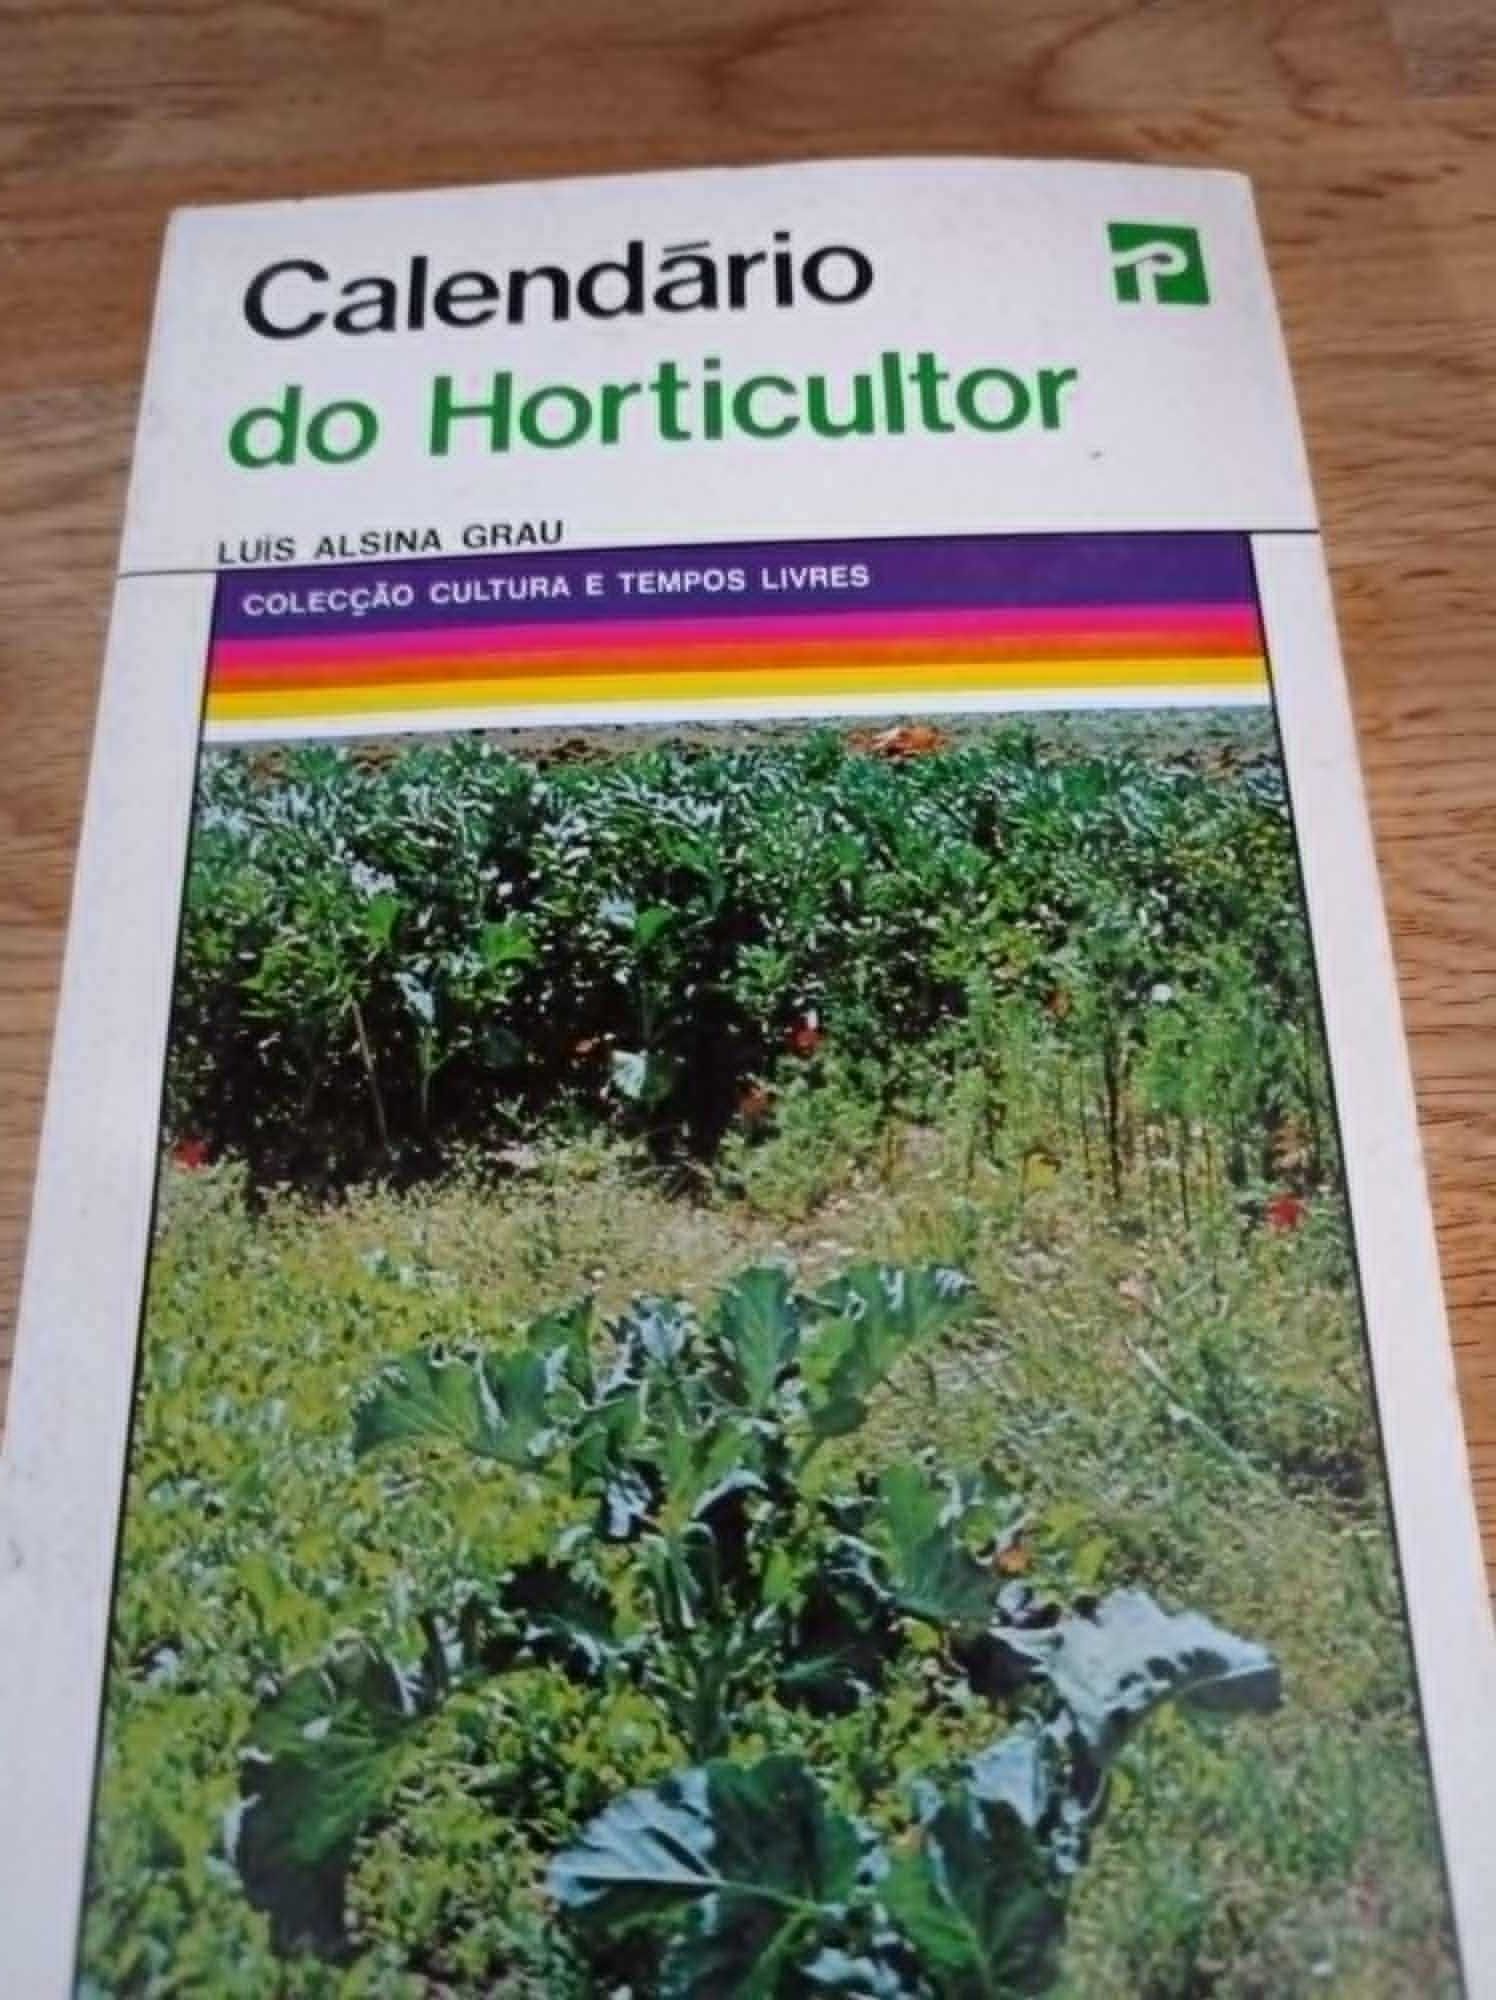 Calendário
do Horticultor
LUÍS ALSINA GRAU
COLECÇÃO CULTURA E TEMPOS LIVRES